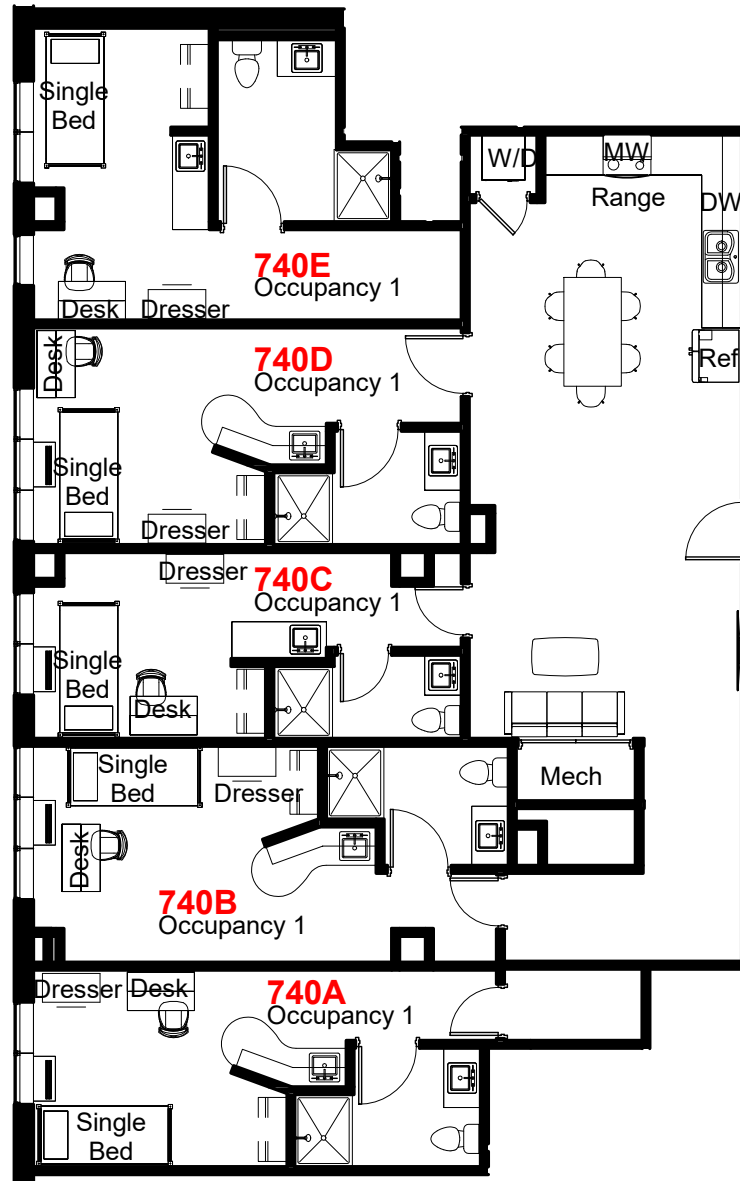 Single
Bed
W/D
MW
Range
DW
740E
Occupancy 1
Desk
Dresser
740D
Occupancy 1
Desk
Ref
Single
Bed
Dresser
Dresser
740C
Occupancy 1
Single
Bed
Desk
Single
Bed
Dresser
Mech
Desk
740B
Occupancy 1
Dresser
Desk
740A
Occupancy 1
Single
Bed